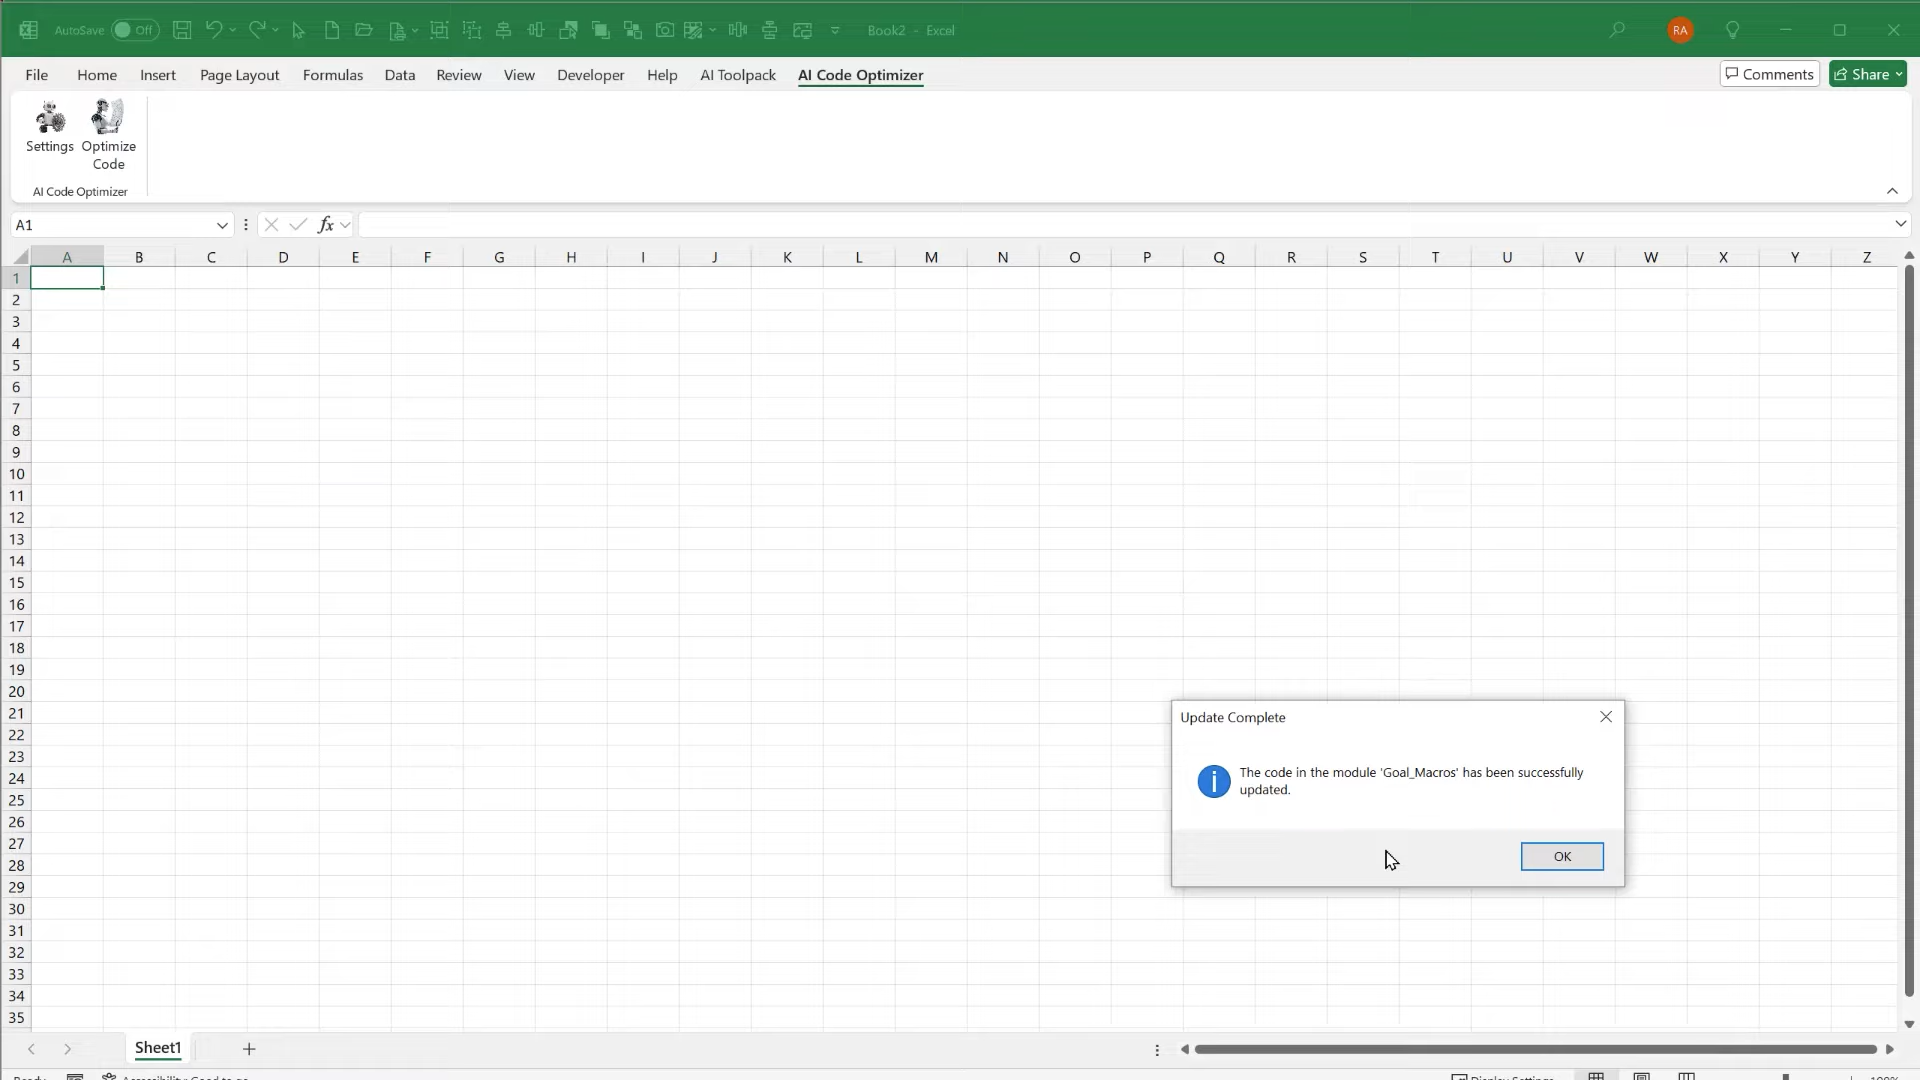 AutoSave Off Book2 - Excel RA
File Home Insert Page Layout Formulas Data Review View Developer Help AI Toolpack AI Code Optimizer Comments Share
Settings Optimize Code
AI Code Optimizer
A1 fx
A B C D E F G H I J K L M N O P Q R S T U V W X Y Z
1
2
3
4
5
6
7
8
9
10
11
12
13
14
15
16
17
18
19
20
21
22
23
24
25
26
27
28
29
30
31
32
33
34
35
Update Complete
The code in the module 'Goal_Macros' has been successfully
updated.
OK
Sheet1
Ready Accessibility: Good to go Display Settings 100%